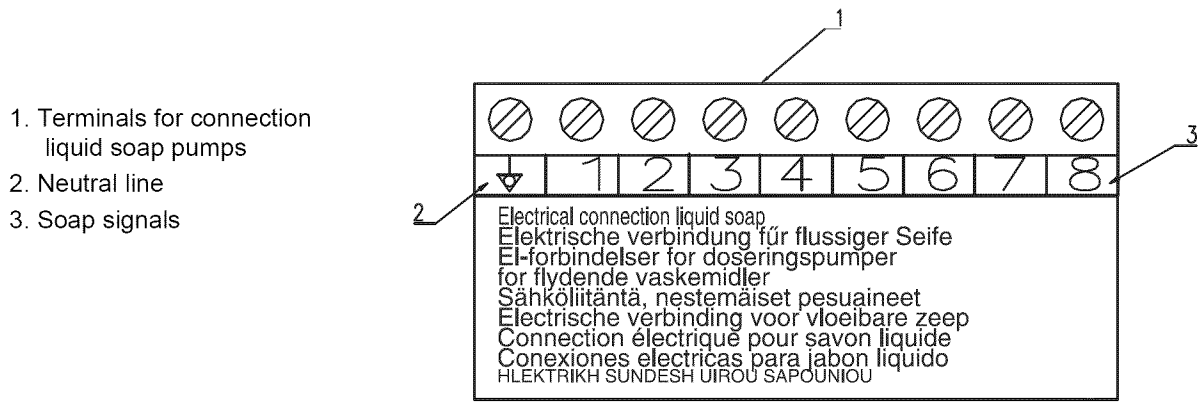 1
1. Terminals for connection
liquid soap pumps
2. Neutral line
3. Soap signals
3
1 2 3 4 5 6 7 8
2
Electrical connection liquid soap
Elektrische verbindung fűr flussiger Seife
El-forbindelser for doseringspumper
for flydende vaskemidler
Sähköliitäntä, nestemäiset pesuaineet
Electrische verbinding voor vloeibare zeep
Connection électrique pour savon liquide
Conexiones electricas para jabon liquido
HLEKTRIKH SUNDESH UIROU SAPOUNIOU